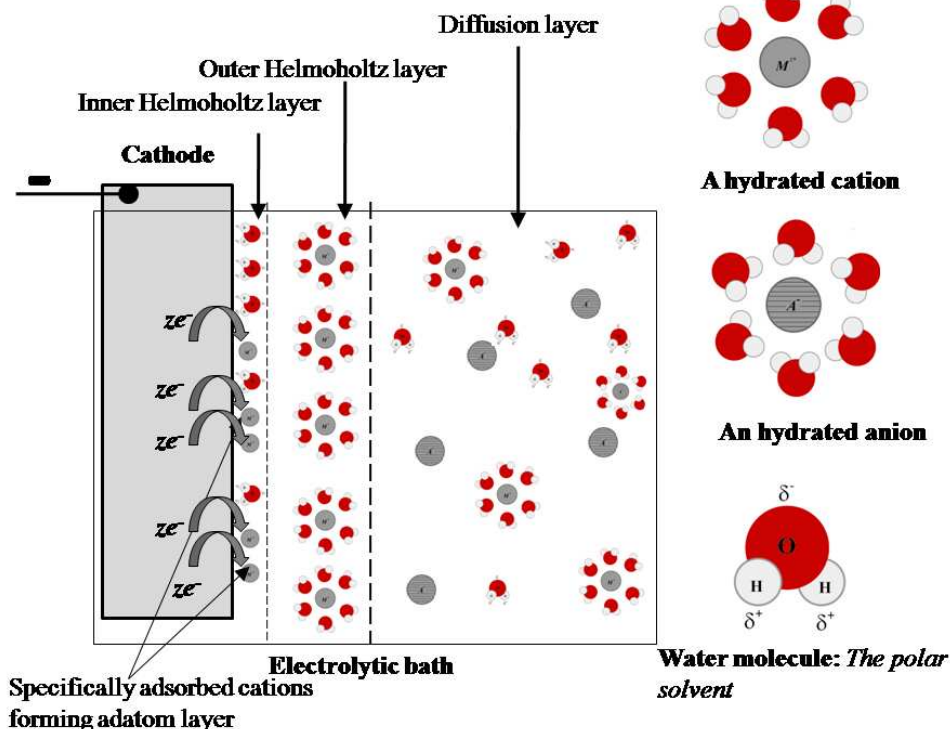 Diffusion layer
Outer Helmoholtz layer
Inner Helmoholtz layer
Cathode
A hydrated cation
A⁻
An hydrated anion
ze⁻
ze⁻
ze⁻
ze⁻
ze⁻
δ⁻
O
H
H
δ⁺
δ⁺
Electrolytic bath
Water molecule: The polar
solvent
Specifically adsorbed cations
forming adatom layer